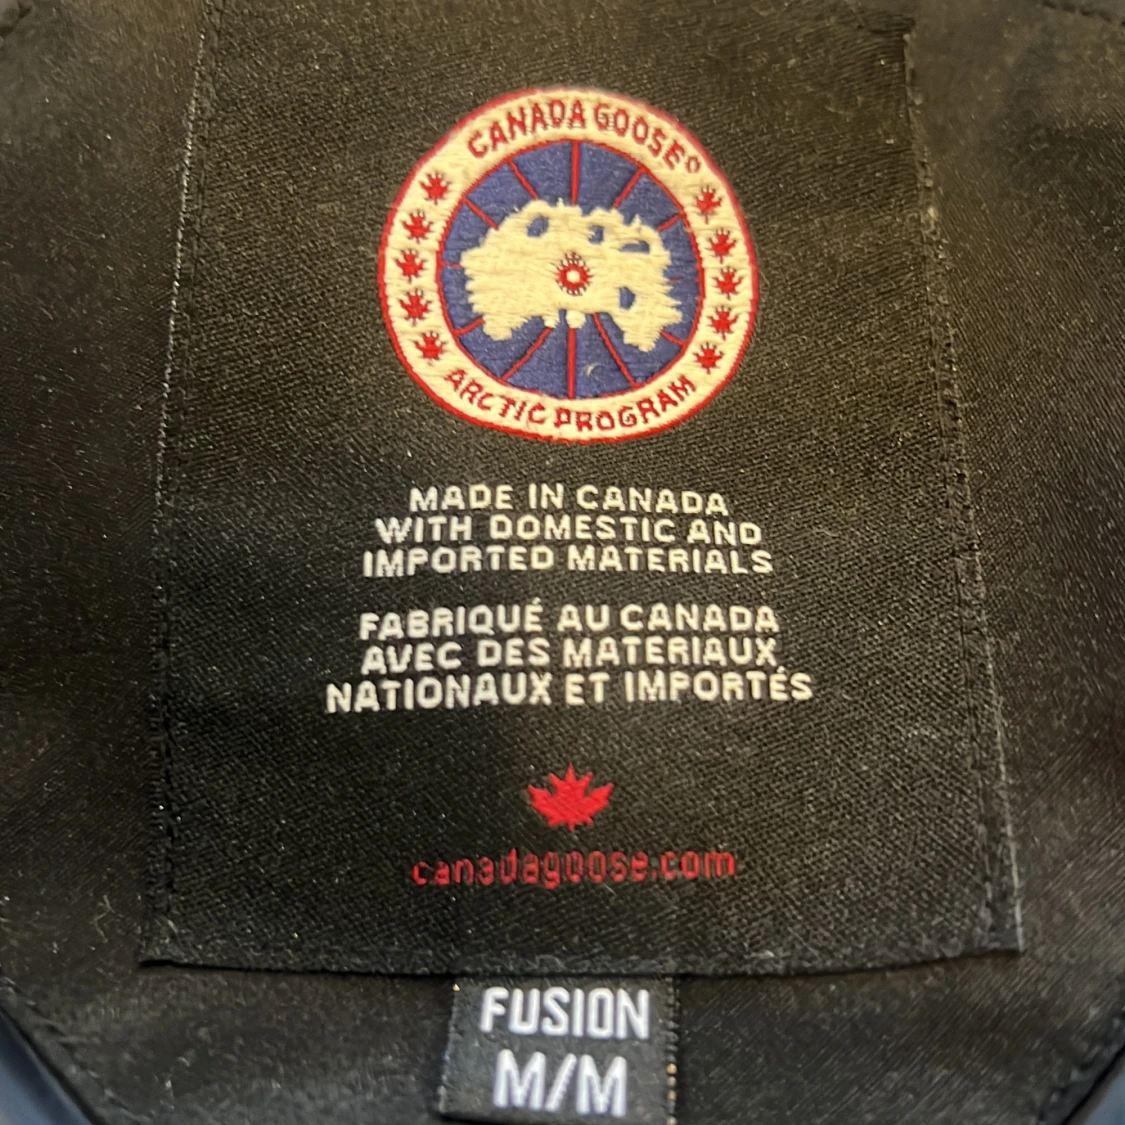 CANADA GOOSE®
ARCTIC PROGRAM
MADE IN CANADA
WITH DOMESTIC AND
IMPORTED MATERIALS
FABRIQUÉ AU CANADA
AVEC DES MATERIAUX
NATIONAUX ET IMPORTÉS
canadagoose.com
FUSION
M/M